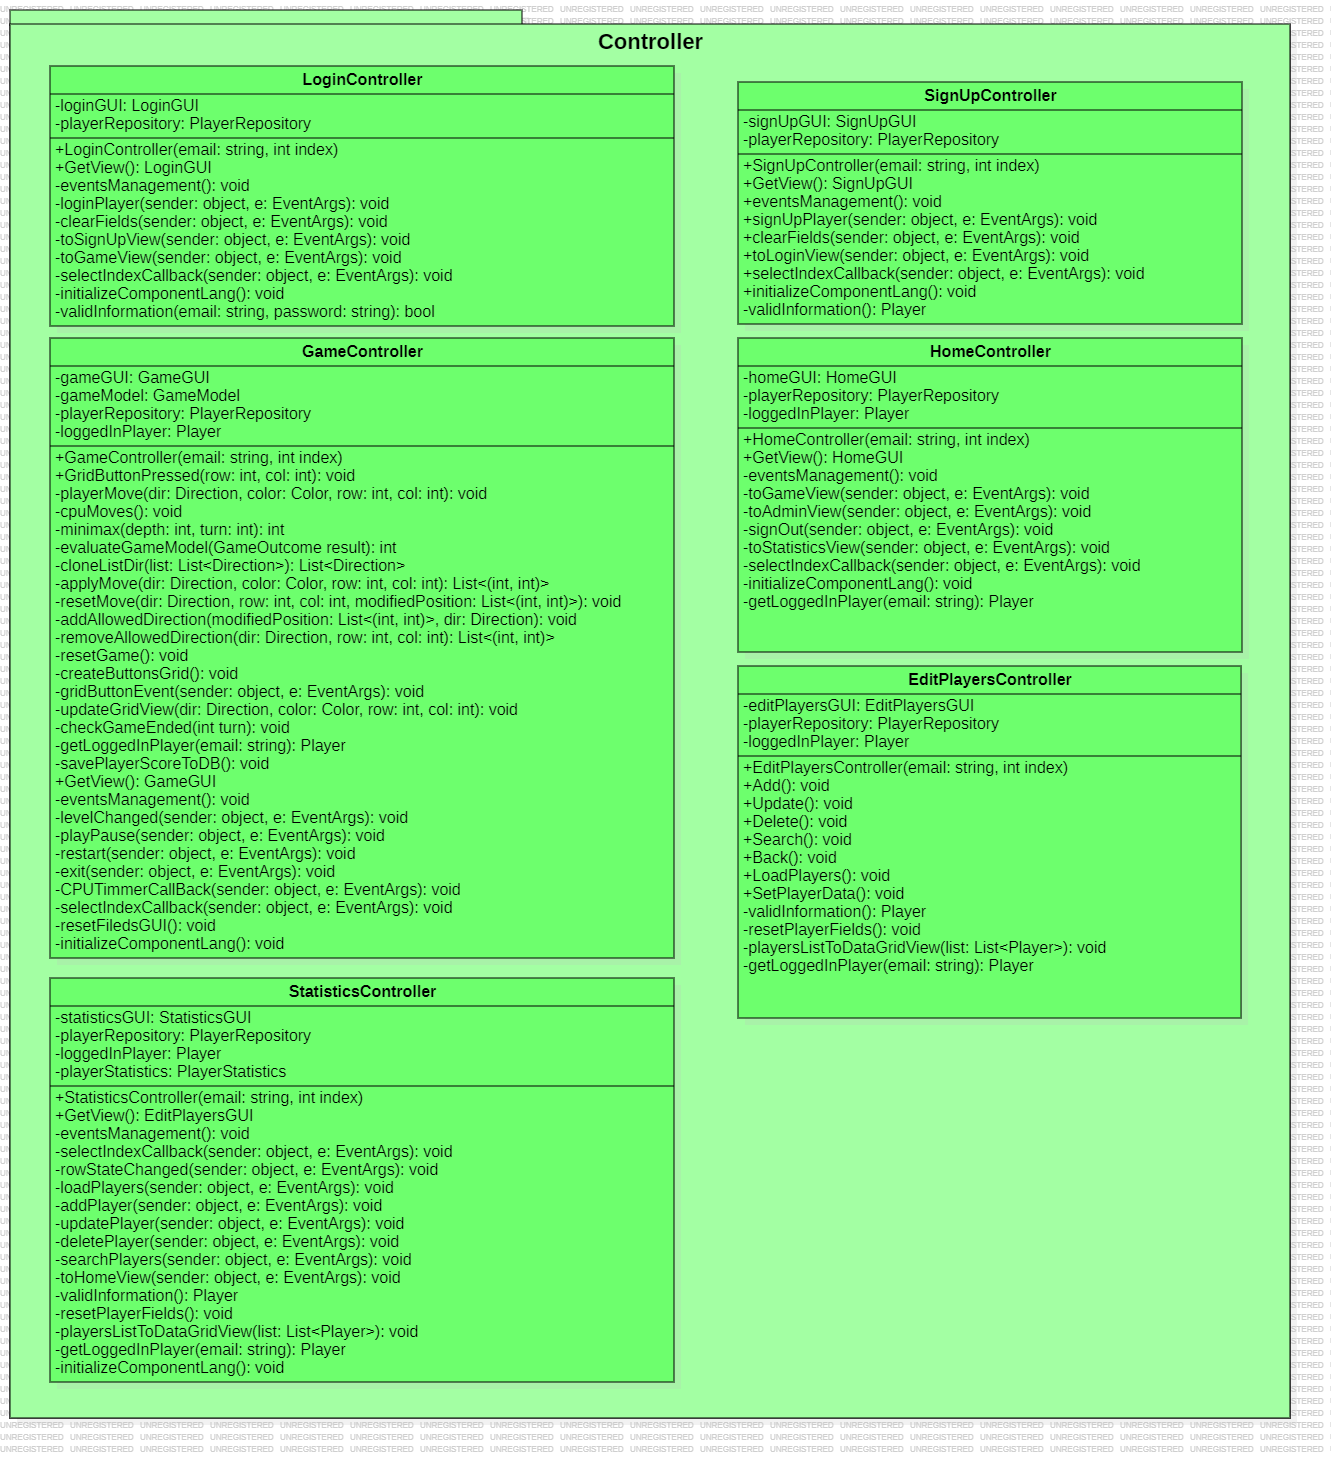 Controller
LoginController
-loginGUI: LoginGUI
-playerRepository: PlayerRepository
+LoginController(email: string, int index)
+GetView(): LoginGUI
-eventsManagement(): void
-loginPlayer(sender: object, e: EventArgs): void
-clearFields(sender: object, e: EventArgs): void
-toSignUpView(sender: object, e: EventArgs): void
-toGameView(sender: object, e: EventArgs): void
-selectIndexCallback(sender: object, e: EventArgs): void
-initializeComponentLang(): void
-validInformation(email: string, password: string): bool
SignUpController
-signUpGUI: SignUpGUI
-playerRepository: PlayerRepository
+SignUpController(email: string, int index)
+GetView(): SignUpGUI
+eventsManagement(): void
+signUpPlayer(sender: object, e: EventArgs): void
+clearFields(sender: object, e: EventArgs): void
+toLoginView(sender: object, e: EventArgs): void
+selectIndexCallback(sender: object, e: EventArgs): void
+initializeComponentLang(): void
-validInformation(): Player
GameController
-gameGUI: GameGUI
-gameModel: GameModel
-playerRepository: PlayerRepository
-loggedInPlayer: Player
+GameController(email: string, int index)
+GridButtonPressed(row: int, col: int): void
-playerMove(dir: Direction, color: Color, row: int, col: int): void
-cpuMoves(): void
-minimax(depth: int, turn: int): int
-evaluateGameModel(GameOutcome result): int
-cloneListDir(list: List<Direction>): List<Direction>
-applyMove(dir: Direction, color: Color, row: int, col: int): List<(int, int)>
-resetMove(dir: Direction, row: int, col: int, modifiedPosition: List<(int, int)>): void
-addAllowedDirection(modifiedPosition: List<(int, int)>, dir: Direction): void
-removeAllowedDirection(dir: Direction, row: int, col: int): List<(int, int)>
-resetGame(): void
-createButtonsGrid(): void
-gridButtonEvent(sender: object, e: EventArgs): void
-updateGridView(dir: Direction, color: Color, row: int, col: int): void
-checkGameEnded(int turn): void
-getLoggedInPlayer(email: string): Player
-savePlayerScoreToDB(): void
+GetView(): GameGUI
-eventsManagement(): void
-levelChanged(sender: object, e: EventArgs): void
-playPause(sender: object, e: EventArgs): void
-restart(sender: object, e: EventArgs): void
-exit(sender: object, e: EventArgs): void
-CPUTimmerCallBack(sender: object, e: EventArgs): void
-selectIndexCallback(sender: object, e: EventArgs): void
-resetFiledsGUI(): void
-initializeComponentLang(): void
HomeController
-homeGUI: HomeGUI
-playerRepository: PlayerRepository
-loggedInPlayer: Player
+HomeController(email: string, int index)
+GetView(): HomeGUI
-eventsManagement(): void
-toGameView(sender: object, e: EventArgs): void
-toAdminView(sender: object, e: EventArgs): void
-signOut(sender: object, e: EventArgs): void
-toStatisticsView(sender: object, e: EventArgs): void
-selectIndexCallback(sender: object, e: EventArgs): void
-initializeComponentLang(): void
-getLoggedInPlayer(email: string): Player
EditPlayersController
-editPlayersGUI: EditPlayersGUI
-playerRepository: PlayerRepository
-loggedInPlayer: Player
+EditPlayersController(email: string, int index)
+Add(): void
+Update(): void
+Delete(): void
+Search(): void
+Back(): void
+LoadPlayers(): void
+SetPlayerData(): void
-validInformation(): Player
-resetPlayerFields(): void
-playersListToDataGridView(list: List<Player>): void
-getLoggedInPlayer(email: string): Player
StatisticsController
-statisticsGUI: StatisticsGUI
-playerRepository: PlayerRepository
-loggedInPlayer: Player
-playerStatistics: PlayerStatistics
+StatisticsController(email: string, int index)
+GetView(): EditPlayersGUI
-eventsManagement(): void
-selectIndexCallback(sender: object, e: EventArgs): void
-rowStateChanged(sender: object, e: EventArgs): void
-loadPlayers(sender: object, e: EventArgs): void
-addPlayer(sender: object, e: EventArgs): void
-updatePlayer(sender: object, e: EventArgs): void
-deletePlayer(sender: object, e: EventArgs): void
-searchPlayers(sender: object, e: EventArgs): void
-toHomeView(sender: object, e: EventArgs): void
-validInformation(): Player
-resetPlayerFields(): void
-playersListToDataGridView(list: List<Player>): void
-getLoggedInPlayer(email: string): Player
-initializeComponentLang(): void